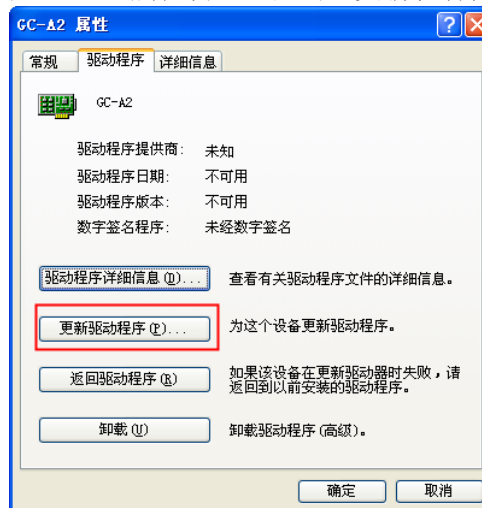 GC-A2 属性
常规 驱动程序 详细信息
GC-A2
驱动程序提供商: 未知
驱动程序日期: 不可用
驱动程序版本: 不可用
数字签名程序: 未经数字签名
驱动程序详细信息(D)... 查看有关驱动程序文件的详细信息。
更新驱动程序(P)... 为这个设备更新驱动程序。
返回驱动程序(R) 如果该设备在更新驱动器时失败，请
返回到以前安装的驱动程序。
卸载(U) 卸载驱动程序(高级)。
确定 取消